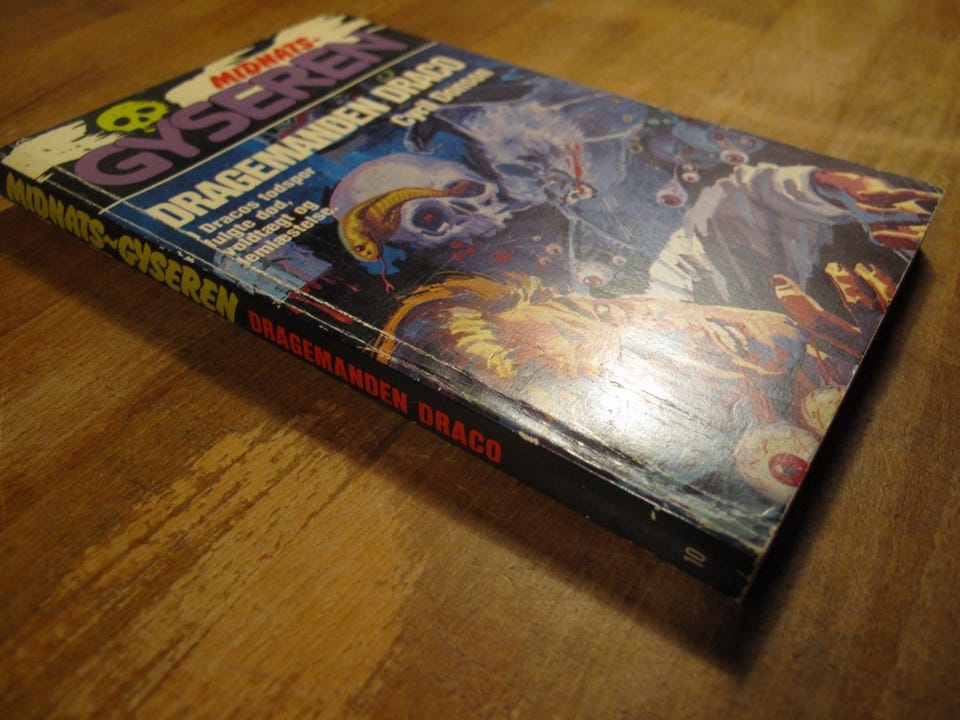 MIDNATS-
GYSEREN
DRAGEMANDEN DRACO
Cyril Donson
I Dracos fodspor
fulgte død,
voldtægt og
lemlæstelse
MIDNATS-GYSEREN DRAGEMANDEN DRACO 10